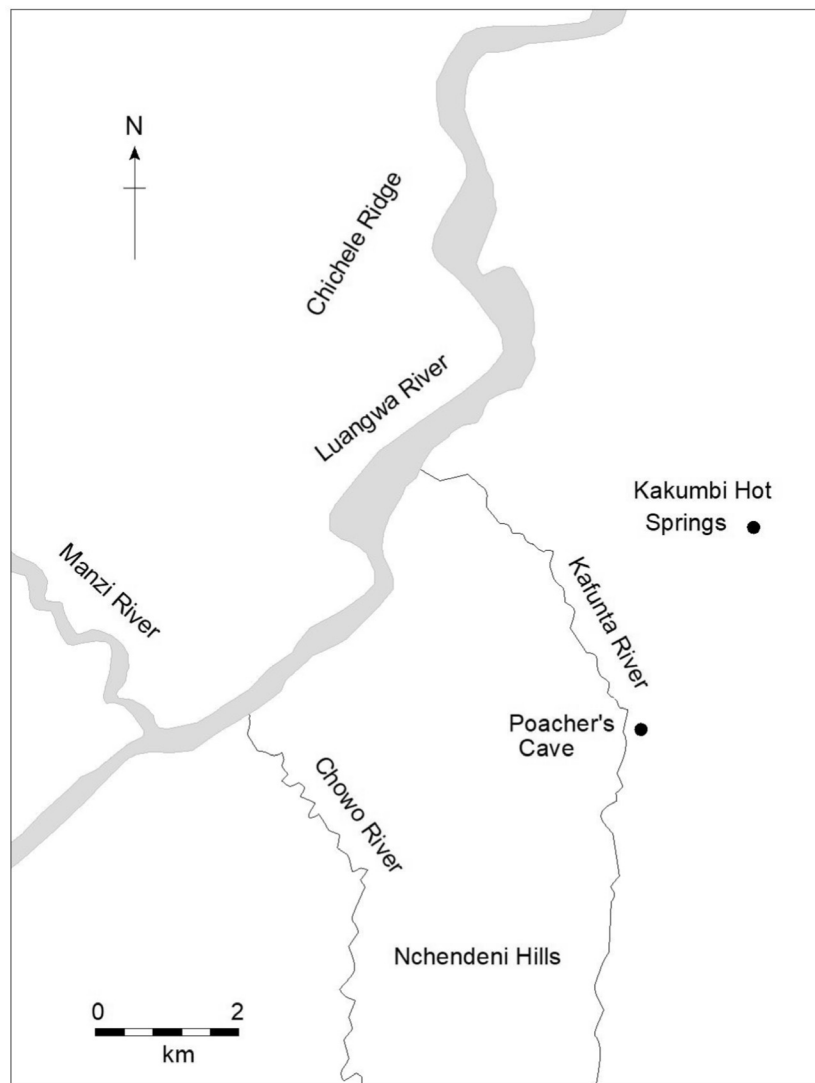 N
Chichele Ridge
Luangwa River
Kakumbi Hot
Springs
Manzi River
Kafunta River
Poacher's
Cave
Chowo River
Nchendeni Hills
0 2
km